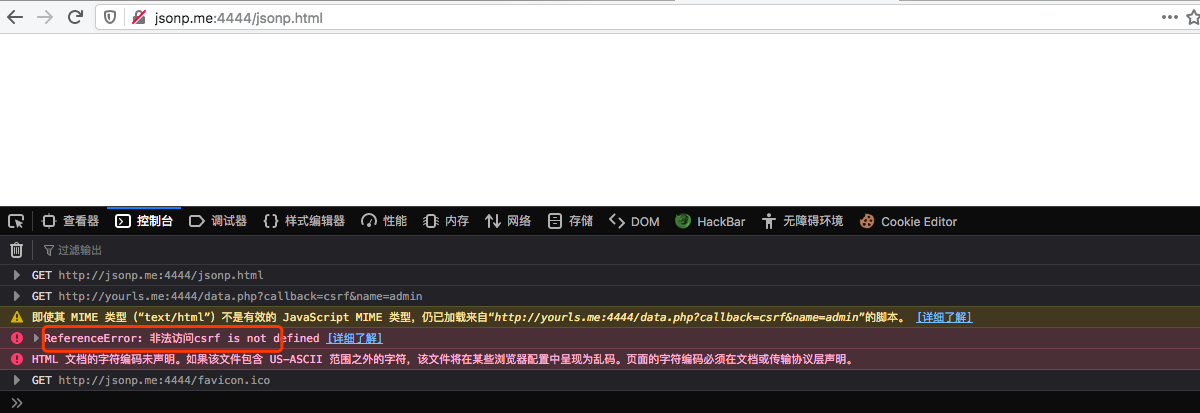 jsonp.me:4444/jsonp.html
查看器 控制台 调试器 样式编辑器 性能 内存 网络 存储 DOM HackBar 无障碍环境 Cookie Editor
过滤输出
GET http://jsonp.me:4444/jsonp.html
GET http://yourls.me:4444/data.php?callback=csrf&name=admin
即使其 MIME 类型（“text/html”）不是有效的 JavaScript MIME 类型，仍已加载来自“http://yourls.me:4444/data.php?callback=csrf&name=admin”的脚本。 [详细了解]
ReferenceError: 非法访问csrf is not defined [详细了解]
HTML 文档的字符编码未声明。如果该文件包含 US-ASCII 范围之外的字符，该文件将在某些浏览器配置中呈现为乱码。页面的字符编码必须在文档或传输协议层声明。
GET http://jsonp.me:4444/favicon.ico